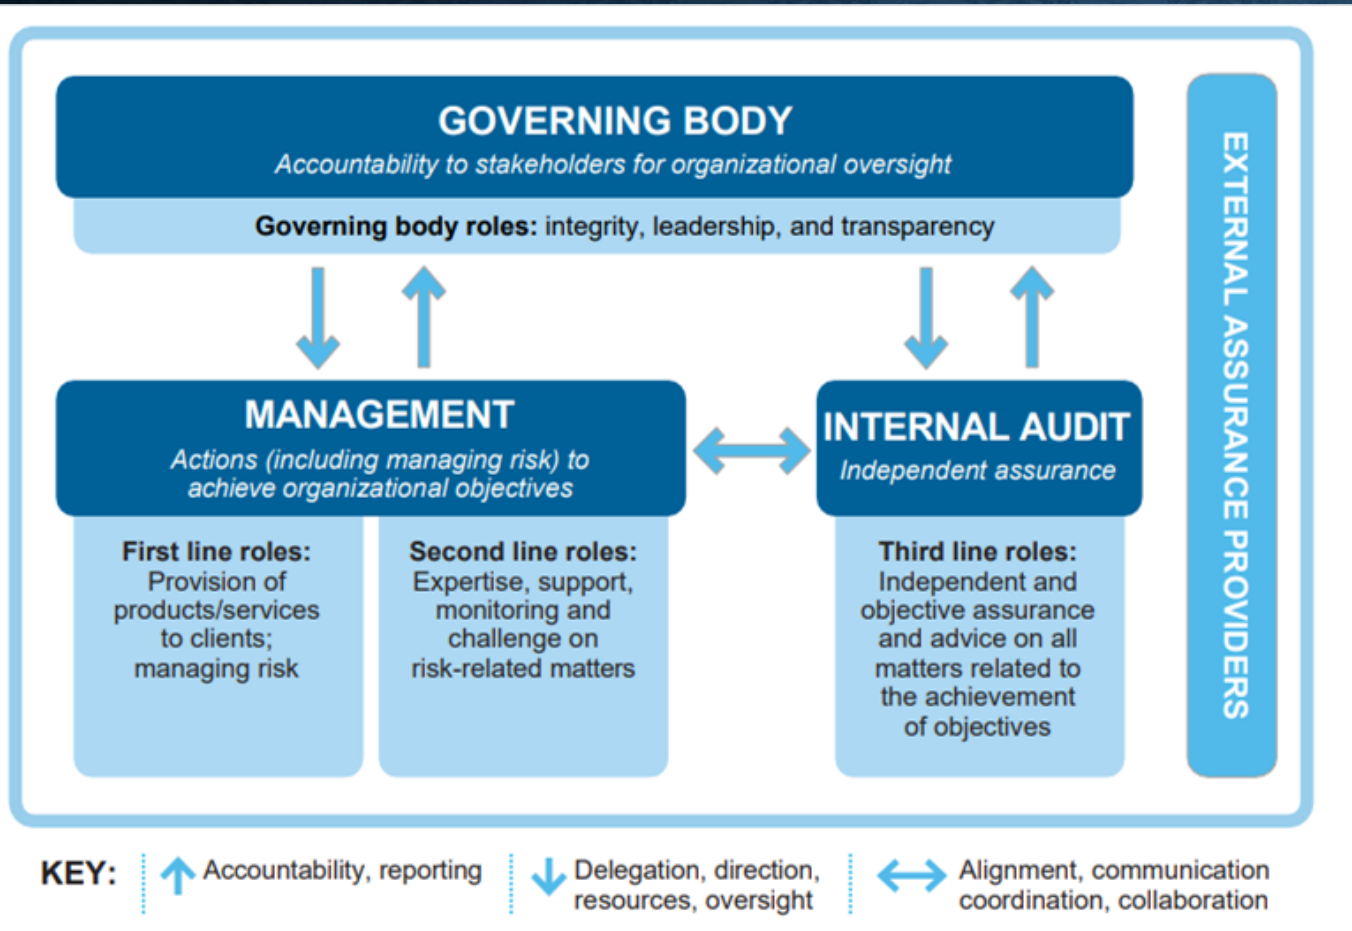 GOVERNING BODY
Accountability to stakeholders for organizational oversight
Governing body roles: integrity, leadership, and transparency
MANAGEMENT
Actions (including managing risk) to
achieve organizational objectives
First line roles:
Provision of
products/services
to clients;
managing risk
Second line roles:
Expertise, support,
monitoring and
challenge on
risk-related matters
INTERNAL AUDIT
Independent assurance
Third line roles:
Independent and
objective assurance
and advice on all
matters related to
the achievement
of objectives
EXTERNAL ASSURANCE PROVIDERS
KEY:
Accountability, reporting
Delegation, direction,
resources, oversight
Alignment, communication
coordination, collaboration